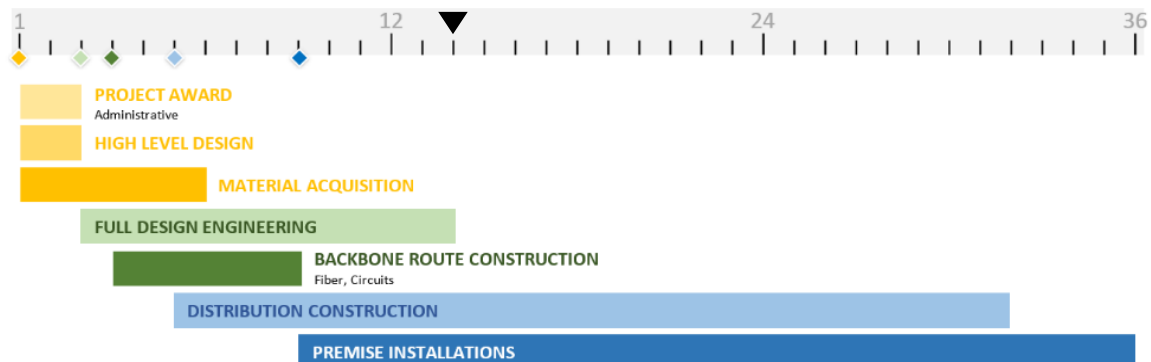 1 12 24 36
PROJECT AWARD
Administrative
HIGH LEVEL DESIGN
MATERIAL ACQUISITION
FULL DESIGN ENGINEERING
BACKBONE ROUTE CONSTRUCTION
Fiber, Circuits
DISTRIBUTION CONSTRUCTION
PREMISE INSTALLATIONS